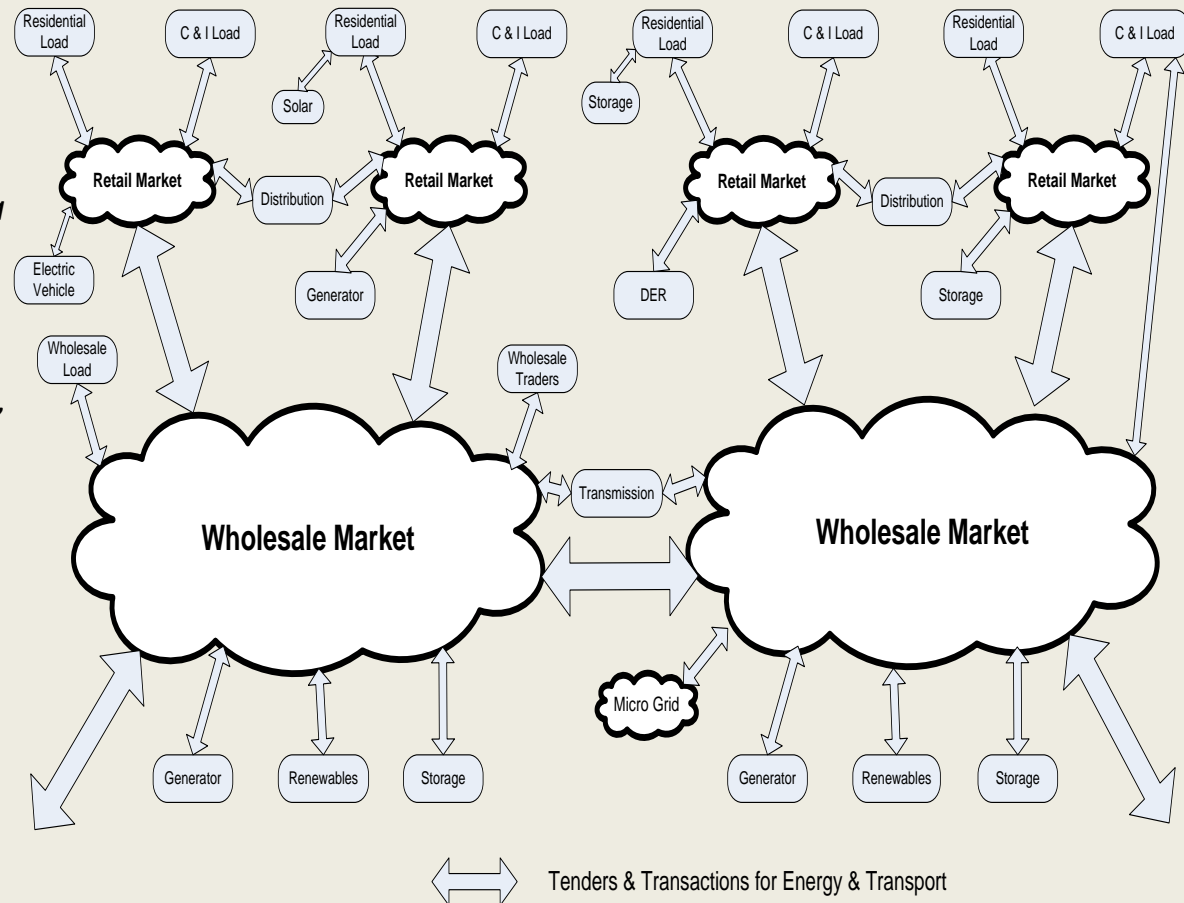 Residential
Load
C & I Load
Residential
Load
C & I Load
Residential
Load
C & I Load
Residential
Load
C & I Load
Solar
Storage
Retail Market
Retail Market
Retail Market
Retail Market
Distribution
Distribution
Electric
Vehicle
Generator
DER
Storage
Wholesale
Load
Wholesale
Traders
Transmission
Wholesale Market
Wholesale Market
Micro Grid
Generator
Renewables
Storage
Generator
Renewables
Storage
Tenders & Transactions for Energy & Transport